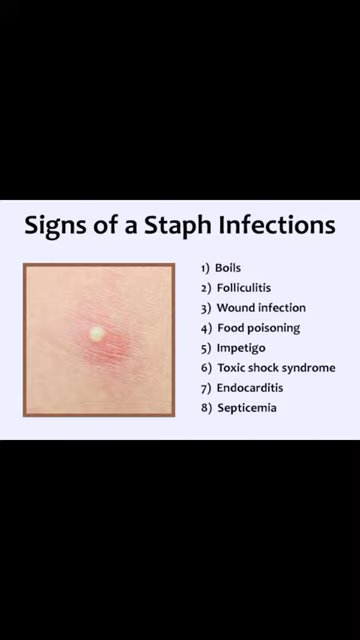 Signs of a Staph Infections
1) Boils
2) Folliculitis
3) Wound infection
4) Food poisoning
5) Impetigo
6) Toxic shock syndrome
7) Endocarditis
8) Septicemia